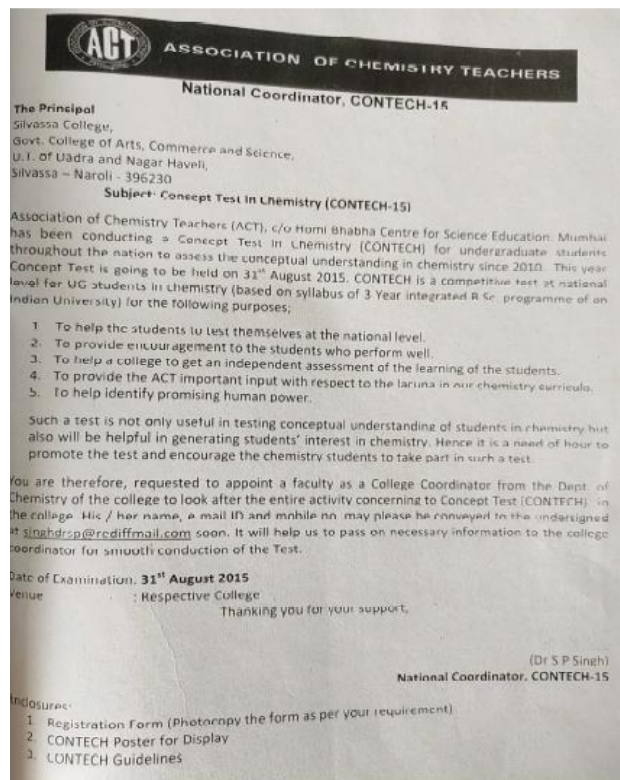 ACT
ASSOCIATION OF CHEMISTRY TEACHERS
National Coordinator, CONTECH-15
The Principal
Silvassa College,
Govt. College of Arts, Commerce and Science,
U.T. of Dadra and Nagar Haveli,
Silvassa – Naroli - 396230
Subject: Concept Test In Chemistry (CONTECH-15)
Association of Chemistry Teachers (ACT), c/o Homi Bhabha Centre for Science Education, Mumbai
has been conducting a Concept Test In Chemistry (CONTECH) for undergraduate students
throughout the nation to assess the conceptual understanding in chemistry since 2010. This year
Concept Test is going to be held on 31st August 2015. CONTECH is a competitive test at national
level for UG students in chemistry (based on syllabus of 3 Year integrated B.Sc. programme of an
Indian University) for the following purposes;
1 To help the students to test themselves at the national level.
2. To provide encouragement to the students who perform well.
3. To help a college to get an independent assessment of the learning of the students.
4. To provide the ACT important input with respect to the lacuna in our chemistry curricula.
5. To help identify promising human power.
Such a test is not only useful in testing conceptual understanding of students in chemistry but
also will be helpful in generating students' interest in chemistry. Hence it is a need of hour to
promote the test and encourage the chemistry students to take part in such a test.
You are therefore, requested to appoint a faculty as a College Coordinator from the Dept. of
Chemistry of the college to look after the entire activity concerning to Concept Test (CONTECH) in
the college. His / her name, e mail ID and mobile no. may please be conveyed to the undersigned
at singhdrsp@rediffmail.com soon. It will help us to pass on necessary information to the college
coordinator for smooth conduction of the Test.
Date of Examination. 31st August 2015
Venue : Respective College
Thanking you for your support,
(Dr S P Singh)
National Coordinator, CONTECH-15
Enclosures:
1 Registration Form (Photocopy the form as per your requirement)
2. CONTECH Poster for Display
3. CONTECH Guidelines